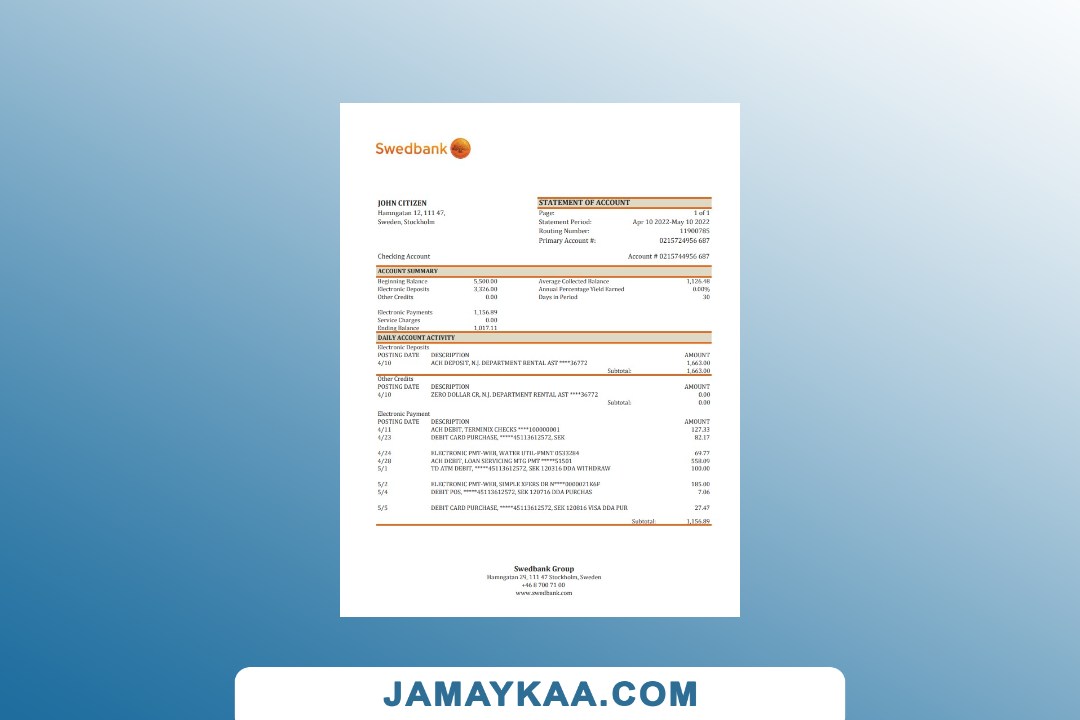 Swedbank
JOHN CITIZEN
Hamngatan 12, 111 47,
Sweden, Stockholm
STATEMENT OF ACCOUNT
Page: 1 of 1
Statement Period: Apr 10 2022-May 10 2022
Routing Number: 11900785
Primary Account #: 0215724956 687
Checking Account Account # 0215744956 687
ACCOUNT SUMMARY
Beginning Balance 5,500.00 Average Collected Balance 1,126.48
Electronic Deposits 3,326.00 Annual Percentage Yield Earned 0.00%
Other Credits 0.00 Days in Period 30
Electronic Payments 1,156.89
Service Charges 0.00
Ending Balance 1,017.11
DAILY ACCOUNT ACTIVITY
Electronic Deposits
POSTING DATE DESCRIPTION AMOUNT
4/10 ACH DEPOSIT, N.J. DEPARTMENT RENTAL AST ****36772 1,663.00
Subtotal: 1,663.00
Other Credits
POSTING DATE DESCRIPTION AMOUNT
4/10 ZERO DOLLAR CR, N.J. DEPARTMENT RENTAL AST ****36772 0.00
Subtotal: 0.00
Electronic Payment
POSTING DATE DESCRIPTION AMOUNT
4/11 ACH DEBIT, TERMINIX CHECKS ****100000001 127.33
4/23 DEBIT CARD PURCHASE, *****45113612572, SEK 82.17
4/24 ELECTRONIC PMT-WEB, WATER UTIL-PMNT 0533284 69.77
4/28 ACH DEBIT, LOAN SERVICING MTG PMT *****51501 558.09
5/1 TD ATM DEBIT, *****45113612572, SEK 120316 DDA WITHDRAW 100.00
5/2 ELECTRONIC PMT-WEB, SIMPLE XFERS DR 185.00
5/4 DEBIT POS, *****45113612572, SEK 120716 DDA PURCHAS 7.06
5/5 DEBIT CARD PURCHASE, *****45113612572, SEK 120816 VISA DDA PUR 27.47
Subtotal: 1,156.89
Swedbank Group
Hamngatan 29, 111 47 Stockholm, Sweden
+46 8 700 71 00
www.swedbank.com
JAMAYKAA.COM